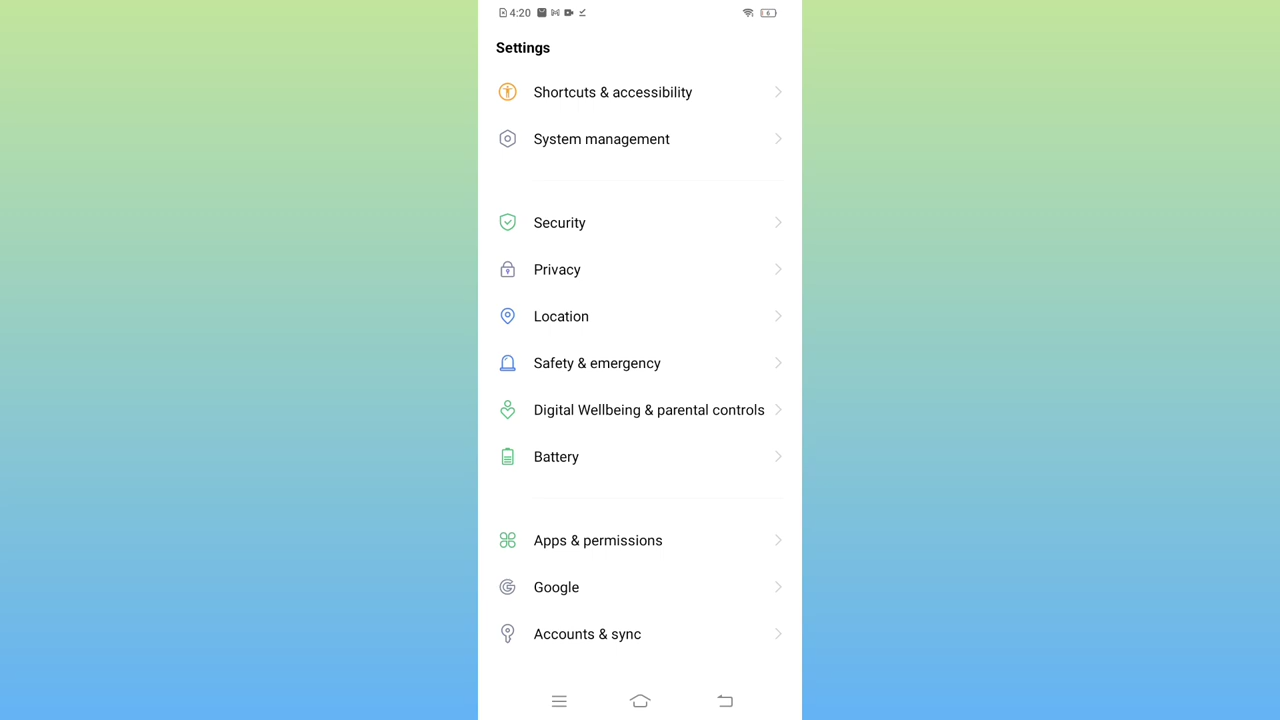 4:20
6
Settings
Shortcuts & accessibility
System management
Security
Privacy
Location
Safety & emergency
Digital Wellbeing & parental controls
Battery
Apps & permissions
Google
Accounts & sync